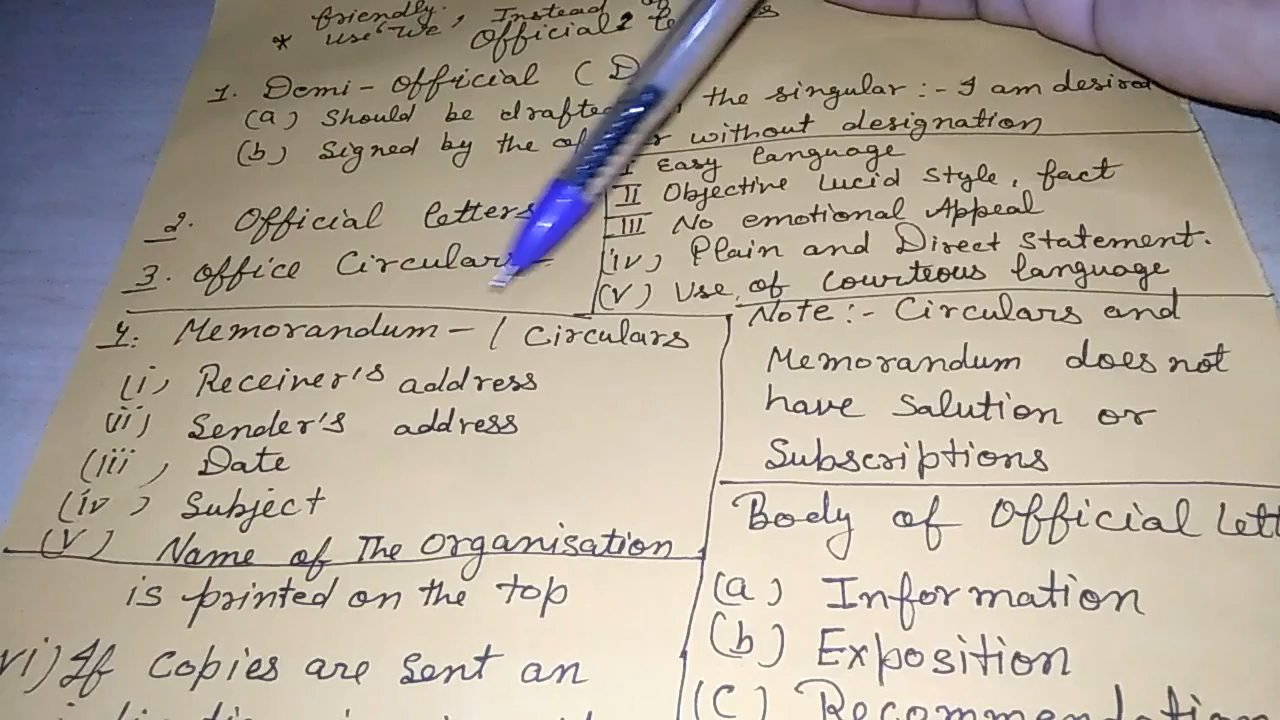 friendly.
* use "We", Instead of
Official
1. Demi-Official (D
(a) Should be drafte the singular :- I am desired
(b) Signed by the without designation
I Easy language
II Objective Lucid Style, fact
III No emotional Appeal
(iv) Plain and Direct Statement.
(v) Use of Courteous language
2. Official letters
3. Office Circulars -
4. Memorandum - / Circulars
(i) Receiver's address
ii) Sender's address
(iii) Date
(iv) Subject
(v) Name of The Organisation
is printed on the top
vi) If Copies are Sent an
Note :- Circulars and
Memorandum does not
have Salution or
Subscriptions
Body of Official Lett
(a) Information
(b) Exposition
(c) Recommendation